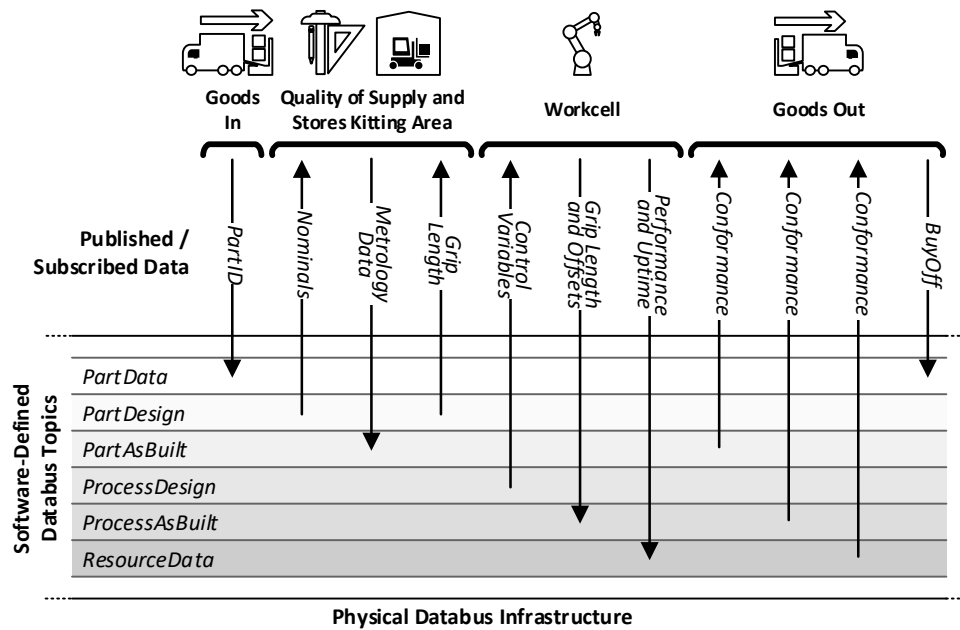 Goods
In
Quality of Supply and
Stores Kitting Area
Workcell
Goods Out
Published /
Subscribed Data
PartID
Nominals
Metrology
Data
Grip
Length
Control
Variables
Grip Length
and Offsets
Performance
and Uptime
Conformance
Conformance
Conformance
BuyOff
Software-Defined
Databus Topics
PartData
PartDesign
PartAsBuilt
ProcessDesign
ProcessAsBuilt
ResourceData
Physical Databus Infrastructure